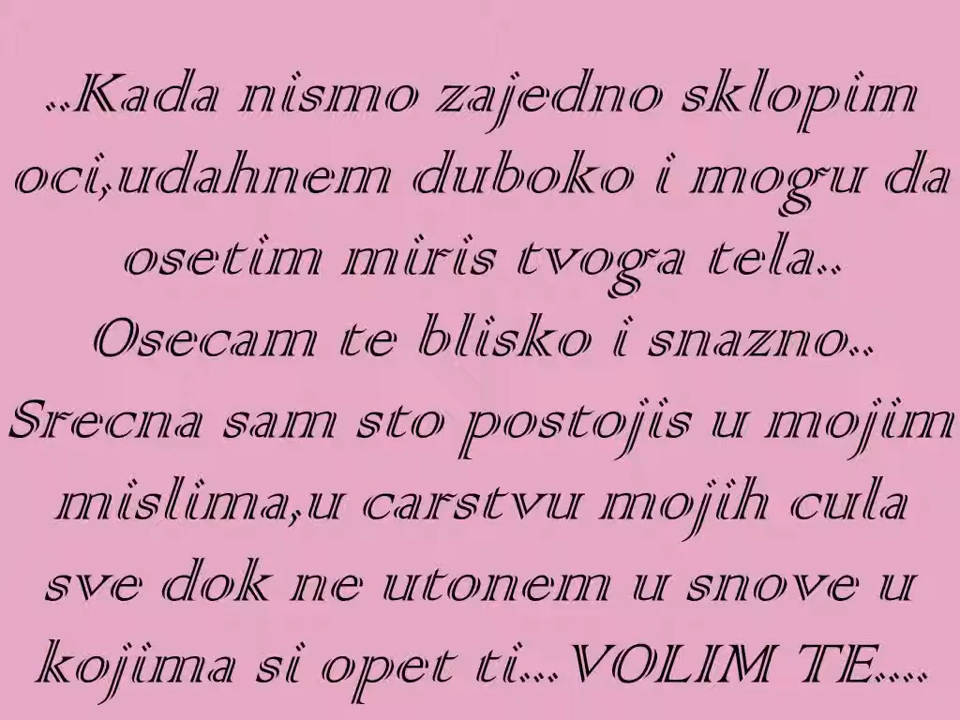 ..Kada nismo zajedno sklopim
oci,udahnem duboko i mogu da
osetim miris tvoga tela..
Osecam te blisko i snazno..
Srecna sam sto postojis u mojim
mislima,u carstvu mojih cula
sve dok ne utonem u snove u
kojima si opet ti...VOLIM TE....